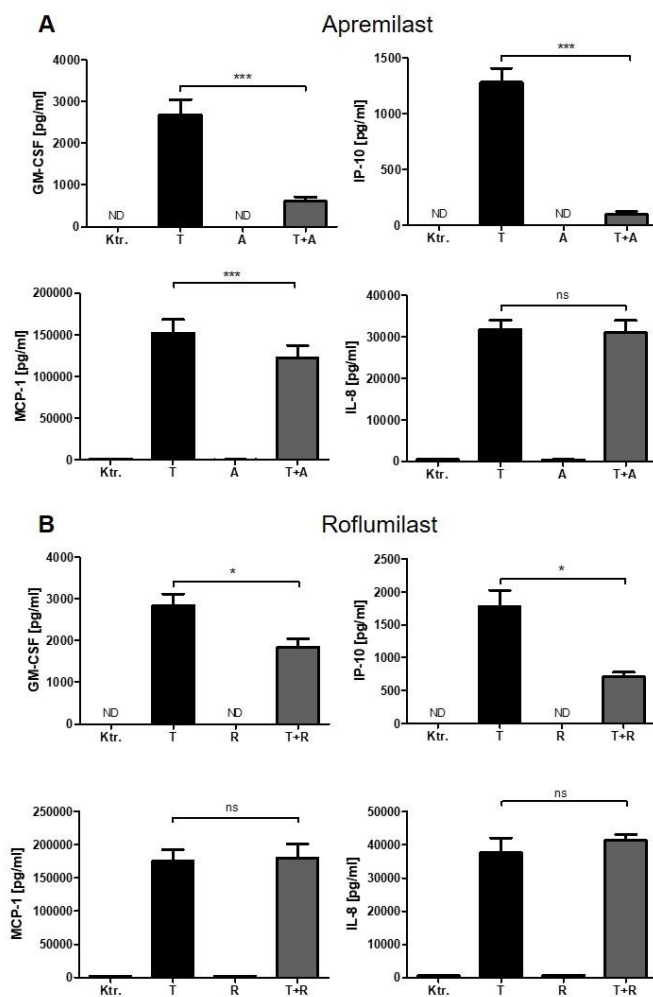 A Apremilast
GM-CSF [pg/ml]
4000
3000
2000
1000
0
***
ND
ND
Ktr. T A T+A
IP-10 [pg/ml]
1500
1000
500
0
***
ND
ND
Ktr. T A T+A
MCP-1 [pg/ml]
200000
150000
100000
50000
0
***
Ktr. T A T+A
IL-8 [pg/ml]
40000
30000
20000
10000
0
ns
Ktr. T A T+A
B Roflumilast
GM-CSF [pg/ml]
4000
3000
2000
1000
0
*
ND
ND
Ktr. T R T+R
IP-10 [pg/ml]
2500
2000
1500
1000
500
0
*
ND
ND
Ktr. T R T+R
MCP-1 [pg/ml]
250000
200000
150000
100000
50000
0
ns
Ktr. T R T+R
IL-8 [pg/ml]
50000
40000
30000
20000
10000
0
ns
Ktr. T R T+R